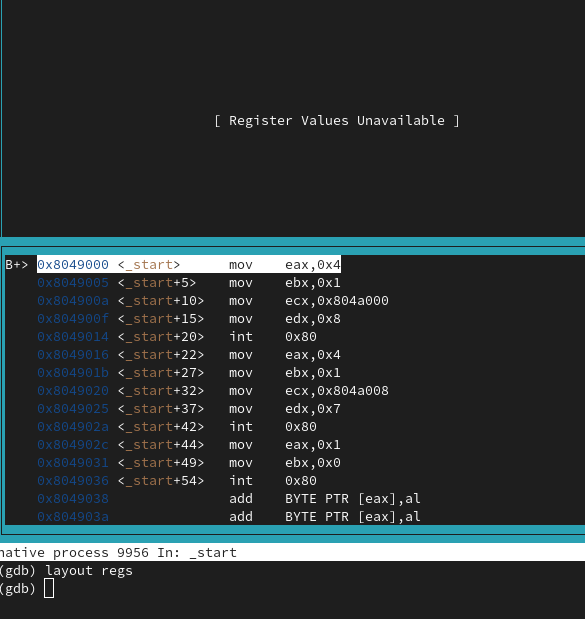 [ Register Values Unavailable ]
B+> 0x8049000 <_start>      mov    eax,0x4
0x8049005 <_start+5>    mov    ebx,0x1
0x804900a <_start+10>   mov    ecx,0x804a000
0x804900f <_start+15>   mov    edx,0x8
0x8049014 <_start+20>   int    0x80
0x8049016 <_start+22>   mov    eax,0x4
0x804901b <_start+27>   mov    ebx,0x1
0x8049020 <_start+32>   mov    ecx,0x804a008
0x8049025 <_start+37>   mov    edx,0x7
0x804902a <_start+42>   int    0x80
0x804902c <_start+44>   mov    eax,0x1
0x8049031 <_start+49>   mov    ebx,0x0
0x8049036 <_start+54>   int    0x80
0x8049038               add    BYTE PTR [eax],al
0x804903a               add    BYTE PTR [eax],al
native process 9956 In: _start
(gdb) layout regs
(gdb)